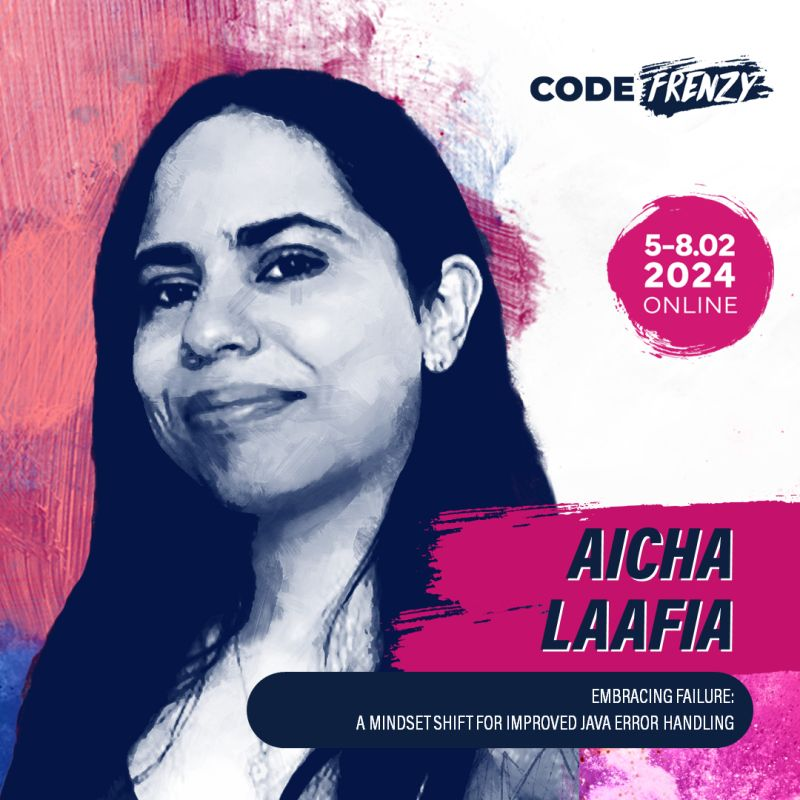 CODE FRENZY
5-8.02
2024
ONLINE
AICHA
LAAFIA
EMBRACING FAILURE:
A MINDSET SHIFT FOR IMPROVED JAVA ERROR HANDLING